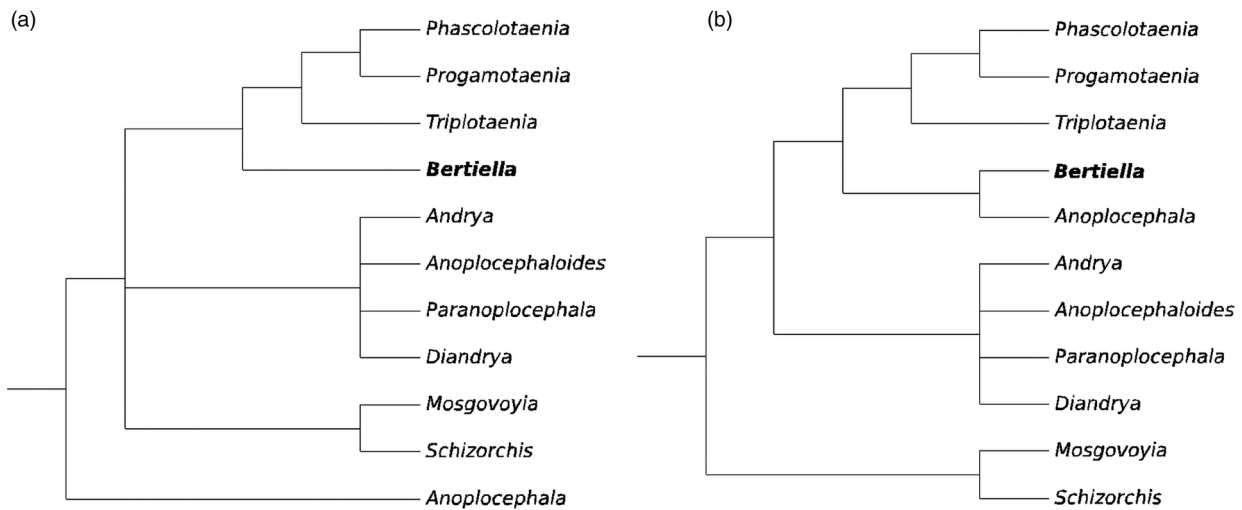 (a)
Phascolotaenia
Progamotaenia
Triplotaenia
Bertiella
Andrya
Anoplocephaloides
Paranoplocephala
Diandrya
Mosgovoyia
Schizorchis
Anoplocephala
(b)
Phascolotaenia
Progamotaenia
Triplotaenia
Bertiella
Anoplocephala
Andrya
Anoplocephaloides
Paranoplocephala
Diandrya
Mosgovoyia
Schizorchis